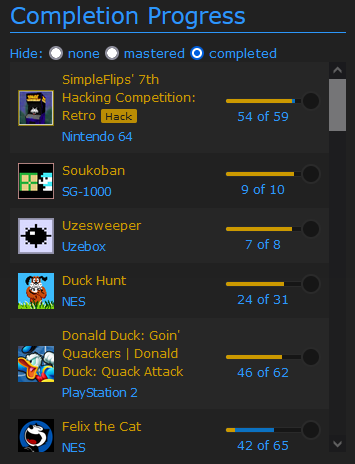 Completion Progress
Hide: none mastered completed
SimpleFlips' 7th
Hacking Competition:
Retro Hack
Nintendo 64
54 of 59
Soukoban
SG-1000
9 of 10
Uzesweeper
Uzebox
7 of 8
Duck Hunt
NES
24 of 31
Donald Duck: Goin'
Quackers | Donald
Duck: Quack Attack
PlayStation 2
46 of 62
Felix the Cat
NES
42 of 65